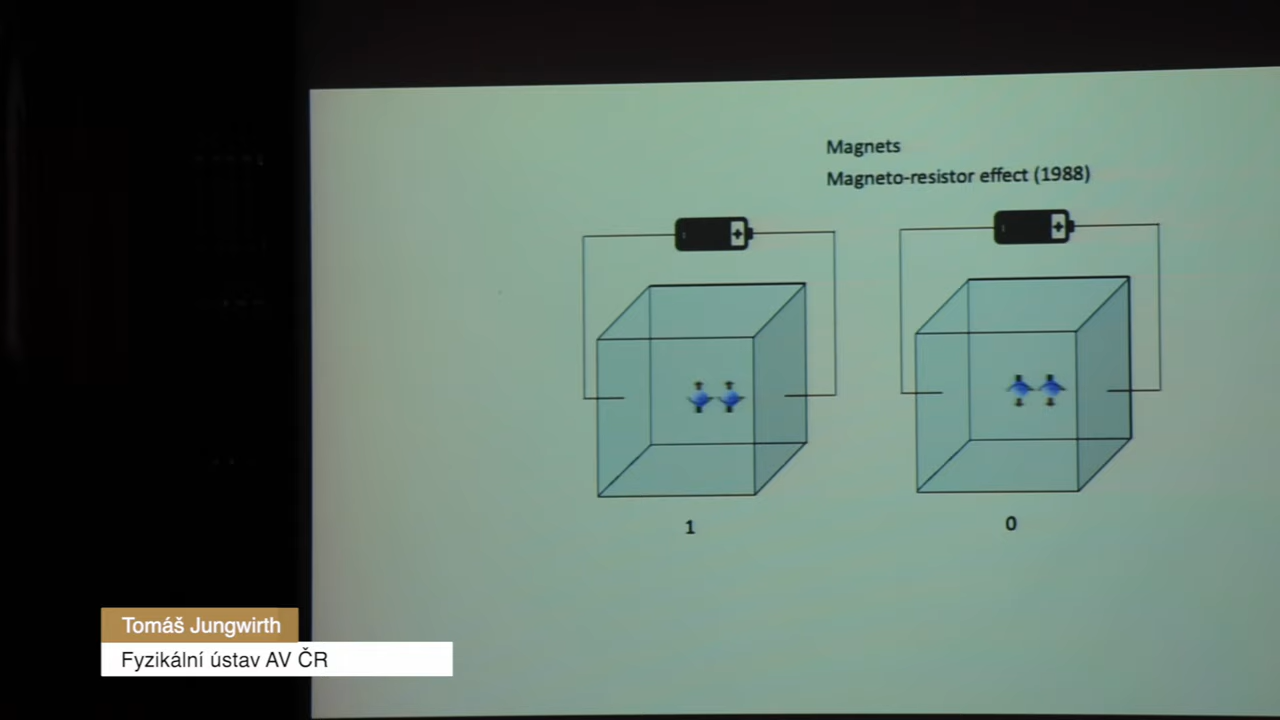 Magnets
Magneto-resistor effect (1988)
1
0
Tomáš Jungwirth
Fyzikální ústav AV ČR